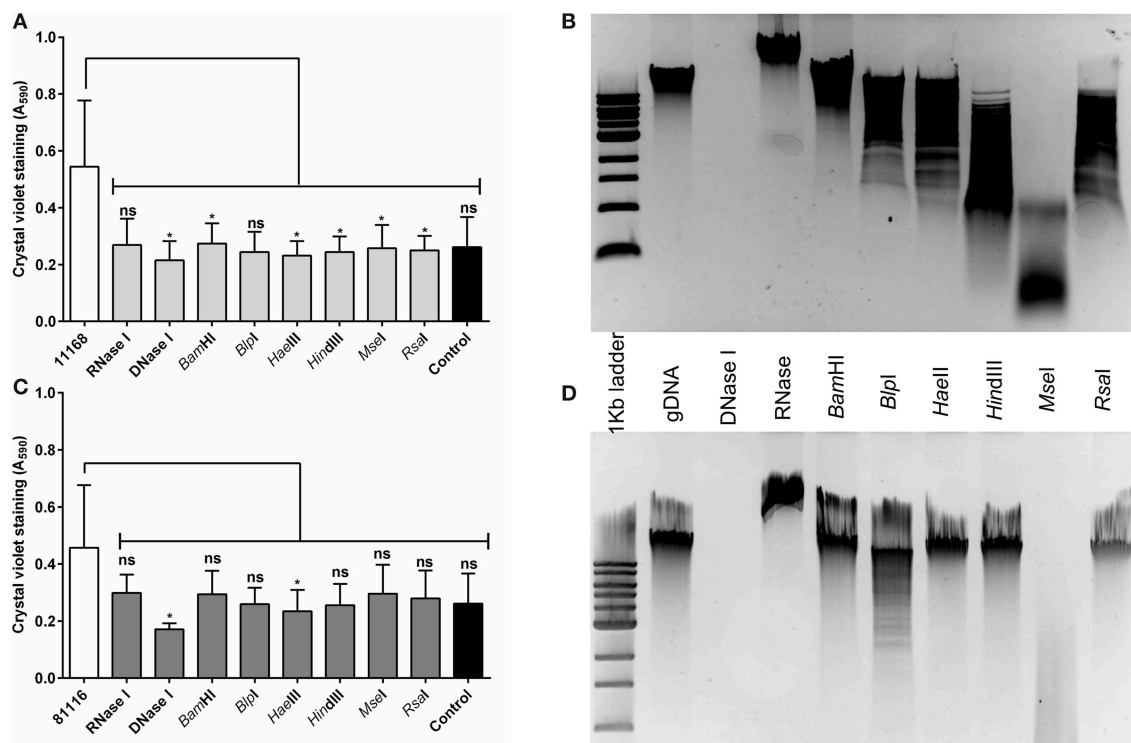 A
Crystal violet staining (A590)
1.0
0.8
0.6
0.4
0.2
0.0
ns
*
*
ns
*
*
*
*
ns
11168
RNase I
DNase I
BamHI
BlpI
HaeIII
HindIII
MseI
RsaI
Control
B
1Kb ladder
gDNA
DNase I
RNase
BamHI
BlpI
HaeII
HindIII
MseI
RsaI
C
Crystal violet staining (A590)
1.0
0.8
0.6
0.4
0.2
0.0
ns
*
ns
ns
*
ns
ns
ns
ns
81116
RNase I
DNase I
BamHI
BlpI
HaeIII
HindIII
MseI
RsaI
Control
D